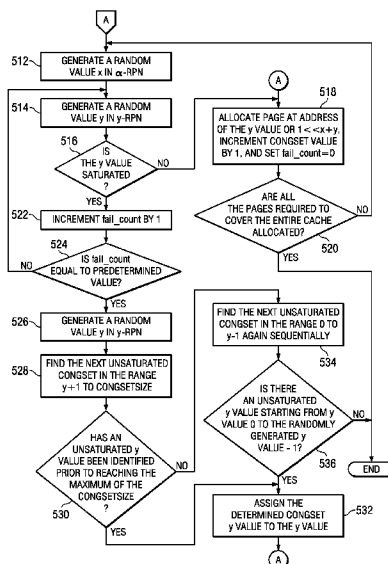 A
512
GENERATE A RANDOM
VALUE x IN α-RPN
514
GENERATE A RANDOM
VALUE y IN y-RPN
516
IS
THE y VALUE
SATURATED
?
NO
YES
522
INCREMENT fail_count BY 1
524
IS fail_count
EQUAL TO PREDETERMINED
VALUE?
NO
YES
526
GENERATE A RANDOM
VALUE y IN y-RPN
528
FIND THE NEXT UNSATURATED
CONGSET IN THE RANGE
y+1 TO CONGSETSIZE
HAS AN
UNSATURATED y
VALUE BEEN IDENTIFIED
PRIOR TO REACHING THE
MAXIMUM OF THE
CONGSETSIZE
?
530
NO
YES
A
518
ALLOCATE PAGE AT ADDRESS
OF THE y VALUE OR 1<<x+y,
INCREMENT CONGSET VALUE
BY 1, AND SET fail_count=0
ARE ALL
THE PAGES REQUIRED TO
COVER THE ENTIRE CACHE
ALLOCATED?
NO
520
YES
FIND THE NEXT UNSATURATED
CONGSET IN THE RANGE 0 TO
y-1 AGAIN SEQUENTIALLY
534
IS THERE
AN UNSATURATED
y VALUE STARTING FROM y
VALUE 0 TO THE RANDOMLY
GENERATED y
VALUE - 1?
NO
536
END
YES
ASSIGN THE
DETERMINED CONGSET
y VALUE TO THE y VALUE
532
A